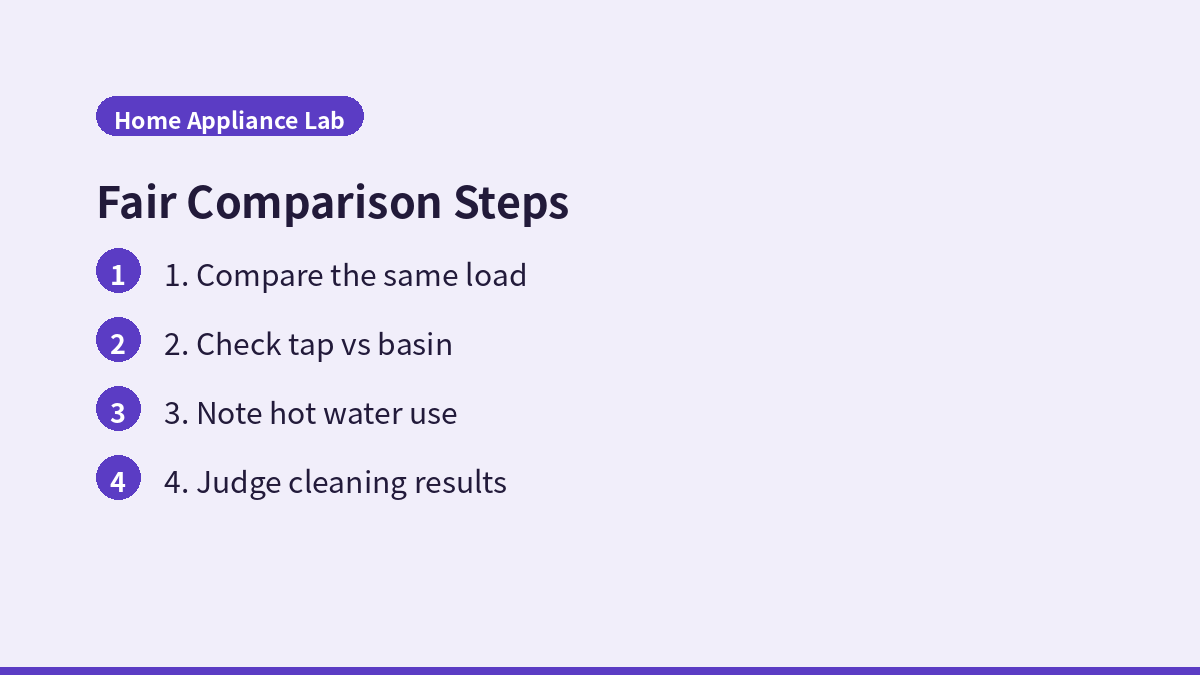 Home Appliance Lab
Fair Comparison Steps
1 1. Compare the same load
2 2. Check tap vs basin
3 3. Note hot water use
4 4. Judge cleaning results